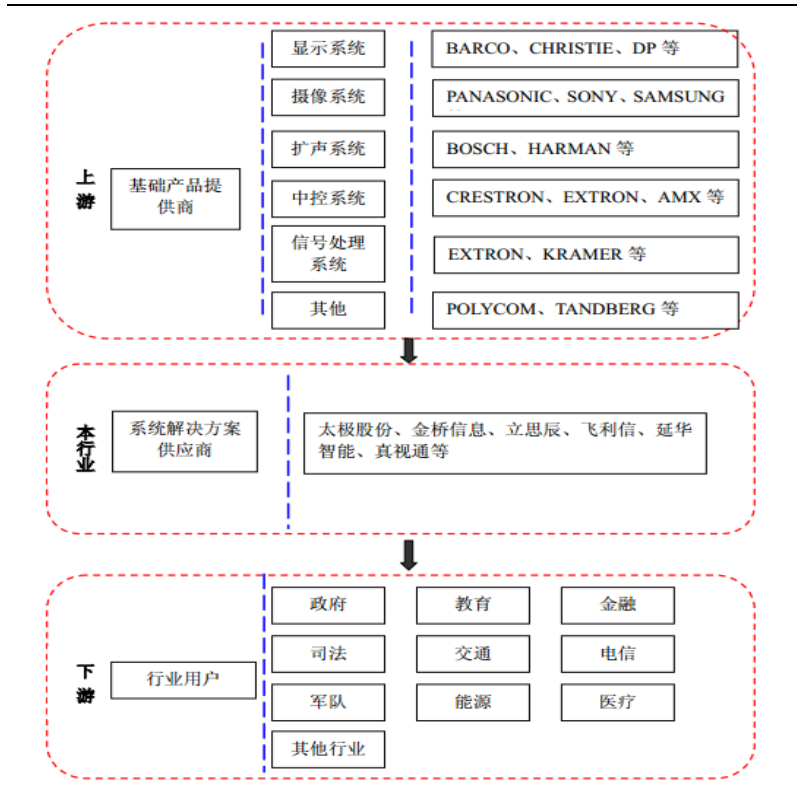 显示系统
BARCO、CHRISTIE、DP 等
摄像系统
PANASONIC、SONY、SAMSUNG
扩声系统
BOSCH、HARMAN 等
上游
基础产品提
供商
中控系统
CRESTRON、EXTRON、AMX 等
信号处理
系统
EXTRON、KRAMER 等
其他
POLYCOM、TANDBERG 等
本行业
系统解决方案
供应商
太极股份、金桥信息、立思辰、飞利信、延华
智能、真视通等
下游
行业用户
政府
教育
金融
司法
交通
电信
军队
能源
医疗
其他行业